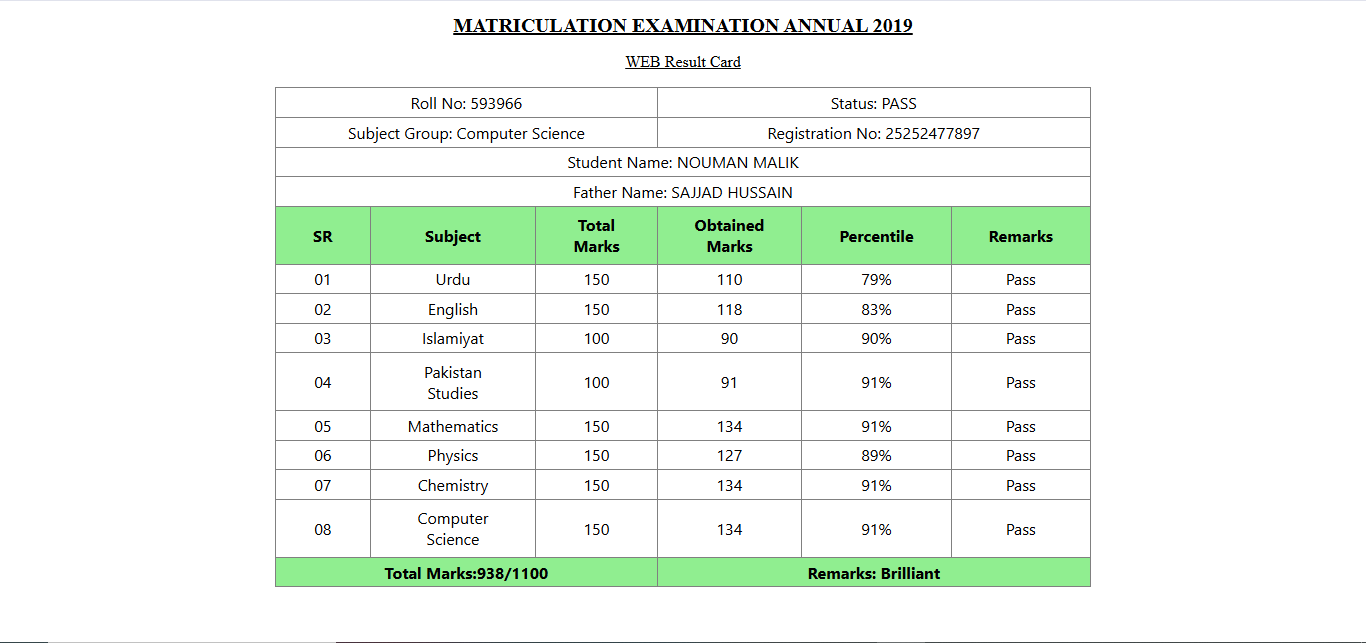 MATRICULATION EXAMINATION ANNUAL 2019
WEB Result Card
Roll No: 593966 Status: PASS
Subject Group: Computer Science Registration No: 25252477897
Student Name: NOUMAN MALIK
Father Name: SAJJAD HUSSAIN
SR Subject Total Marks Obtained Marks Percentile Remarks
01 Urdu 150 110 79% Pass
02 English 150 118 83% Pass
03 Islamiyat 100 90 90% Pass
04 Pakistan Studies 100 91 91% Pass
05 Mathematics 150 134 91% Pass
06 Physics 150 127 89% Pass
07 Chemistry 150 134 91% Pass
08 Computer Science 150 134 91% Pass
Total Marks:938/1100 Remarks: Brilliant